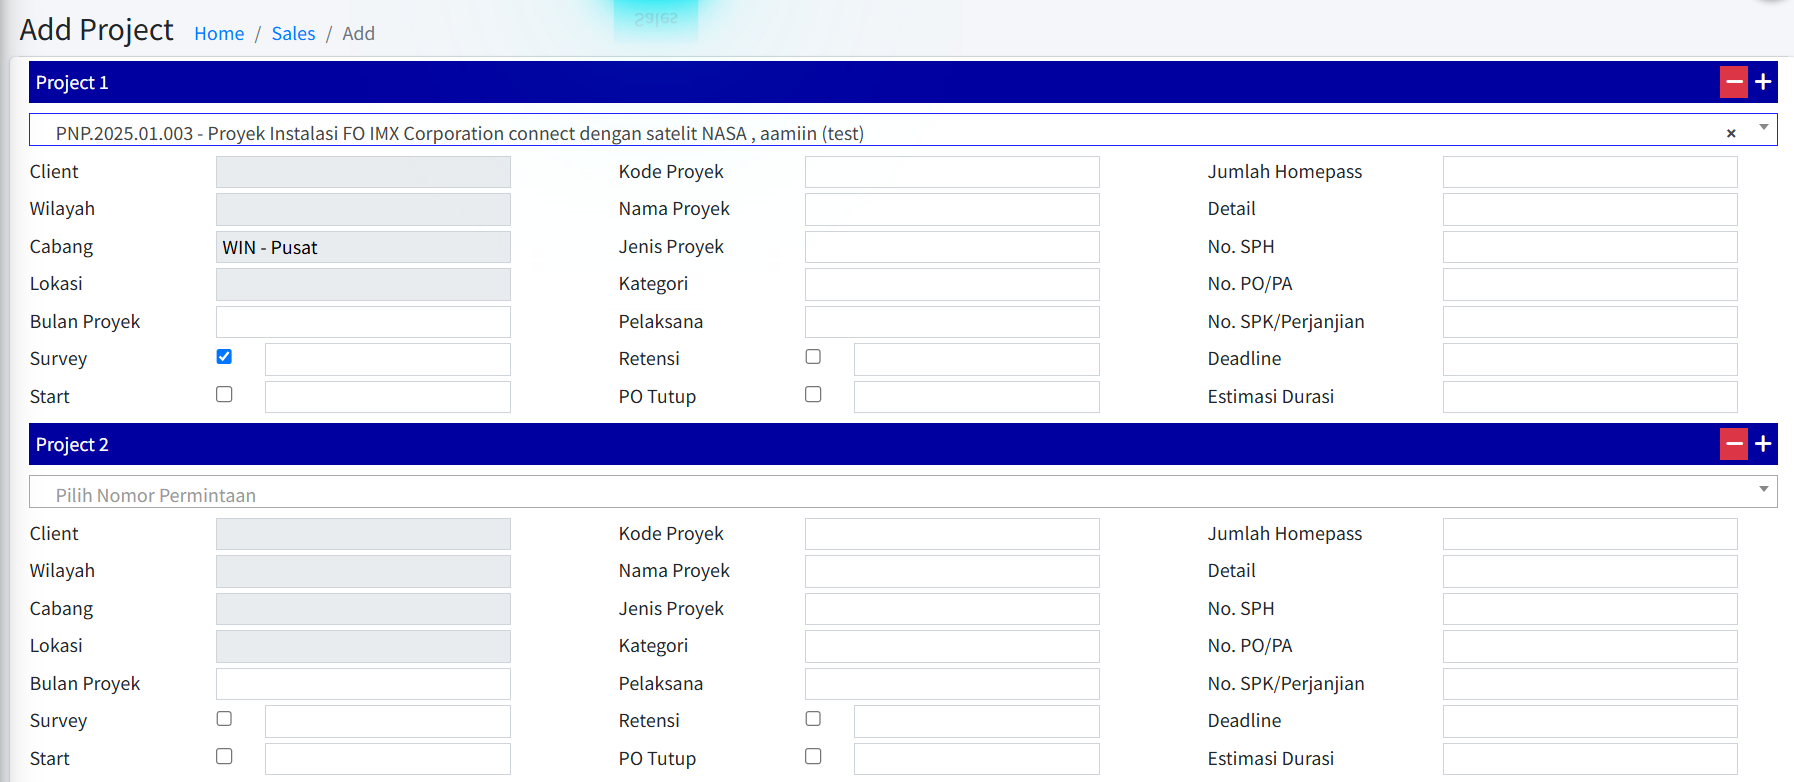 Sales
Add Project Home / Sales / Add
Project 1
PNP.2025.01.003 - Proyek Instalasi FO IMX Corporation connect dengan satelit NASA , aamiin (test) ×
Client Kode Proyek Jumlah Homepass
Wilayah Nama Proyek Detail
Cabang WIN - Pusat Jenis Proyek No. SPH
Lokasi Kategori No. PO/PA
Bulan Proyek Pelaksana No. SPK/Perjanjian
Survey Retensi Deadline
Start PO Tutup Estimasi Durasi
Project 2
Pilih Nomor Permintaan
Client Kode Proyek Jumlah Homepass
Wilayah Nama Proyek Detail
Cabang Jenis Proyek No. SPH
Lokasi Kategori No. PO/PA
Bulan Proyek Pelaksana No. SPK/Perjanjian
Survey Retensi Deadline
Start PO Tutup Estimasi Durasi